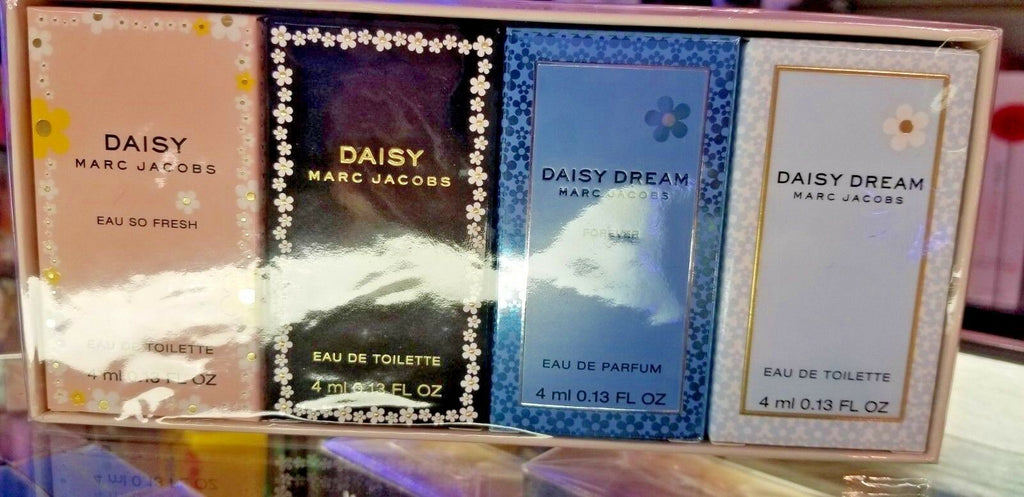 DAISY
MARC JACOBS
EAU SO FRESH
EAU DE TOILETTE
4 ml 0.13 FL OZ
DAISY
MARC JACOBS
EAU DE TOILETTE
4 ml 0.13 FL OZ
DAISY DREAM
MARC JACOBS
FOREVER
EAU DE PARFUM
4 ml 0.13 FL OZ
DAISY DREAM
MARC JACOBS
EAU DE TOILETTE
4 ml 0.13 FL OZ